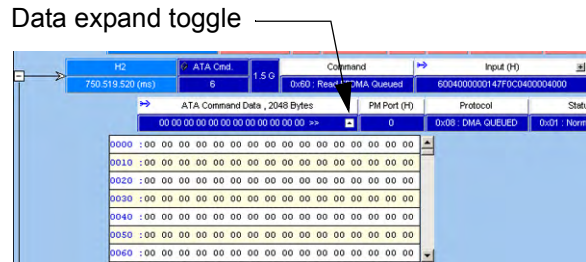 Data expand toggle
H2 ATA Cmd. 1.5 G Command Input (H)
750.519.520 (ms) 6 0x60 : Read DMA Queued 6004000000147F0C0400004000
ATA Command Data , 2048 Bytes PM Port (H) Protocol Statu
00 00 00 00 00 00 00 00 00 00 00 00 >> 0 0x08 : DMA QUEUED 0x01 : Norm
0000 :00 00 00 00 00 00 00 00 00 00 00 00 00 00 00 00
0010 :00 00 00 00 00 00 00 00 00 00 00 00 00 00 00 00
0020 :00 00 00 00 00 00 00 00 00 00 00 00 00 00 00 00
0030 :00 00 00 00 00 00 00 00 00 00 00 00 00 00 00 00
0040 :00 00 00 00 00 00 00 00 00 00 00 00 00 00 00 00
0050 :00 00 00 00 00 00 00 00 00 00 00 00 00 00 00 00
0060 :00 00 00 00 00 00 00 00 00 00 00 00 00 00 00 00